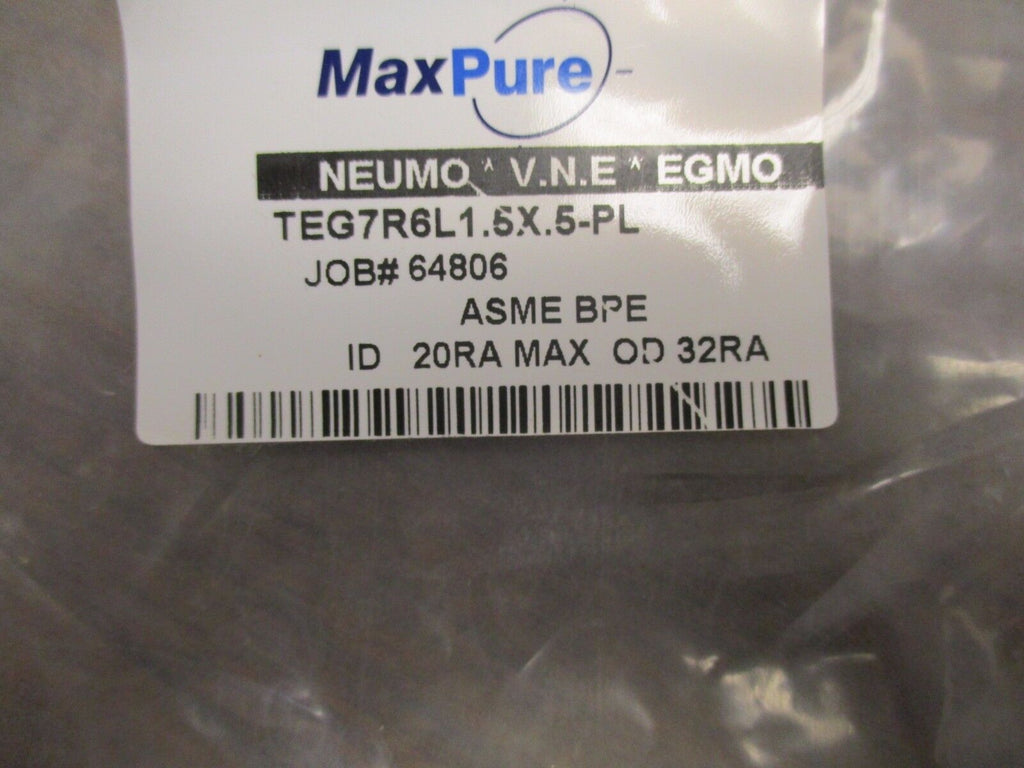 MaxPure
NEUMO * V.N.E * EGMO
TEG7R6L1.5X.5-PL
JOB# 64806
ASME BPE
ID 20RA MAX OD 32RA